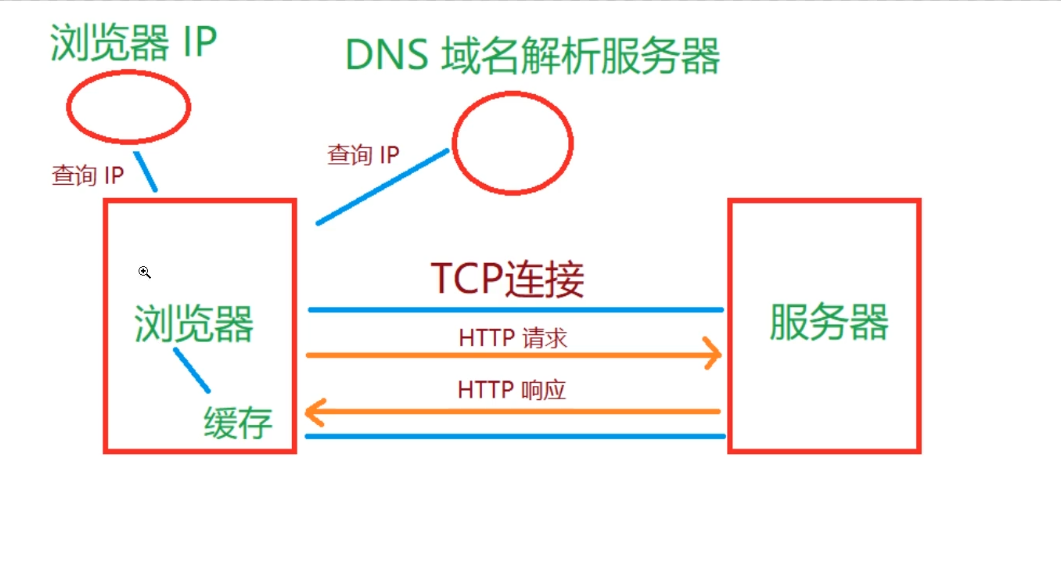 浏览器 IP
DNS 域名解析服务器
查询 IP
查询 IP
TCP连接
HTTP 请求
浏览器
服务器
HTTP 响应
缓存